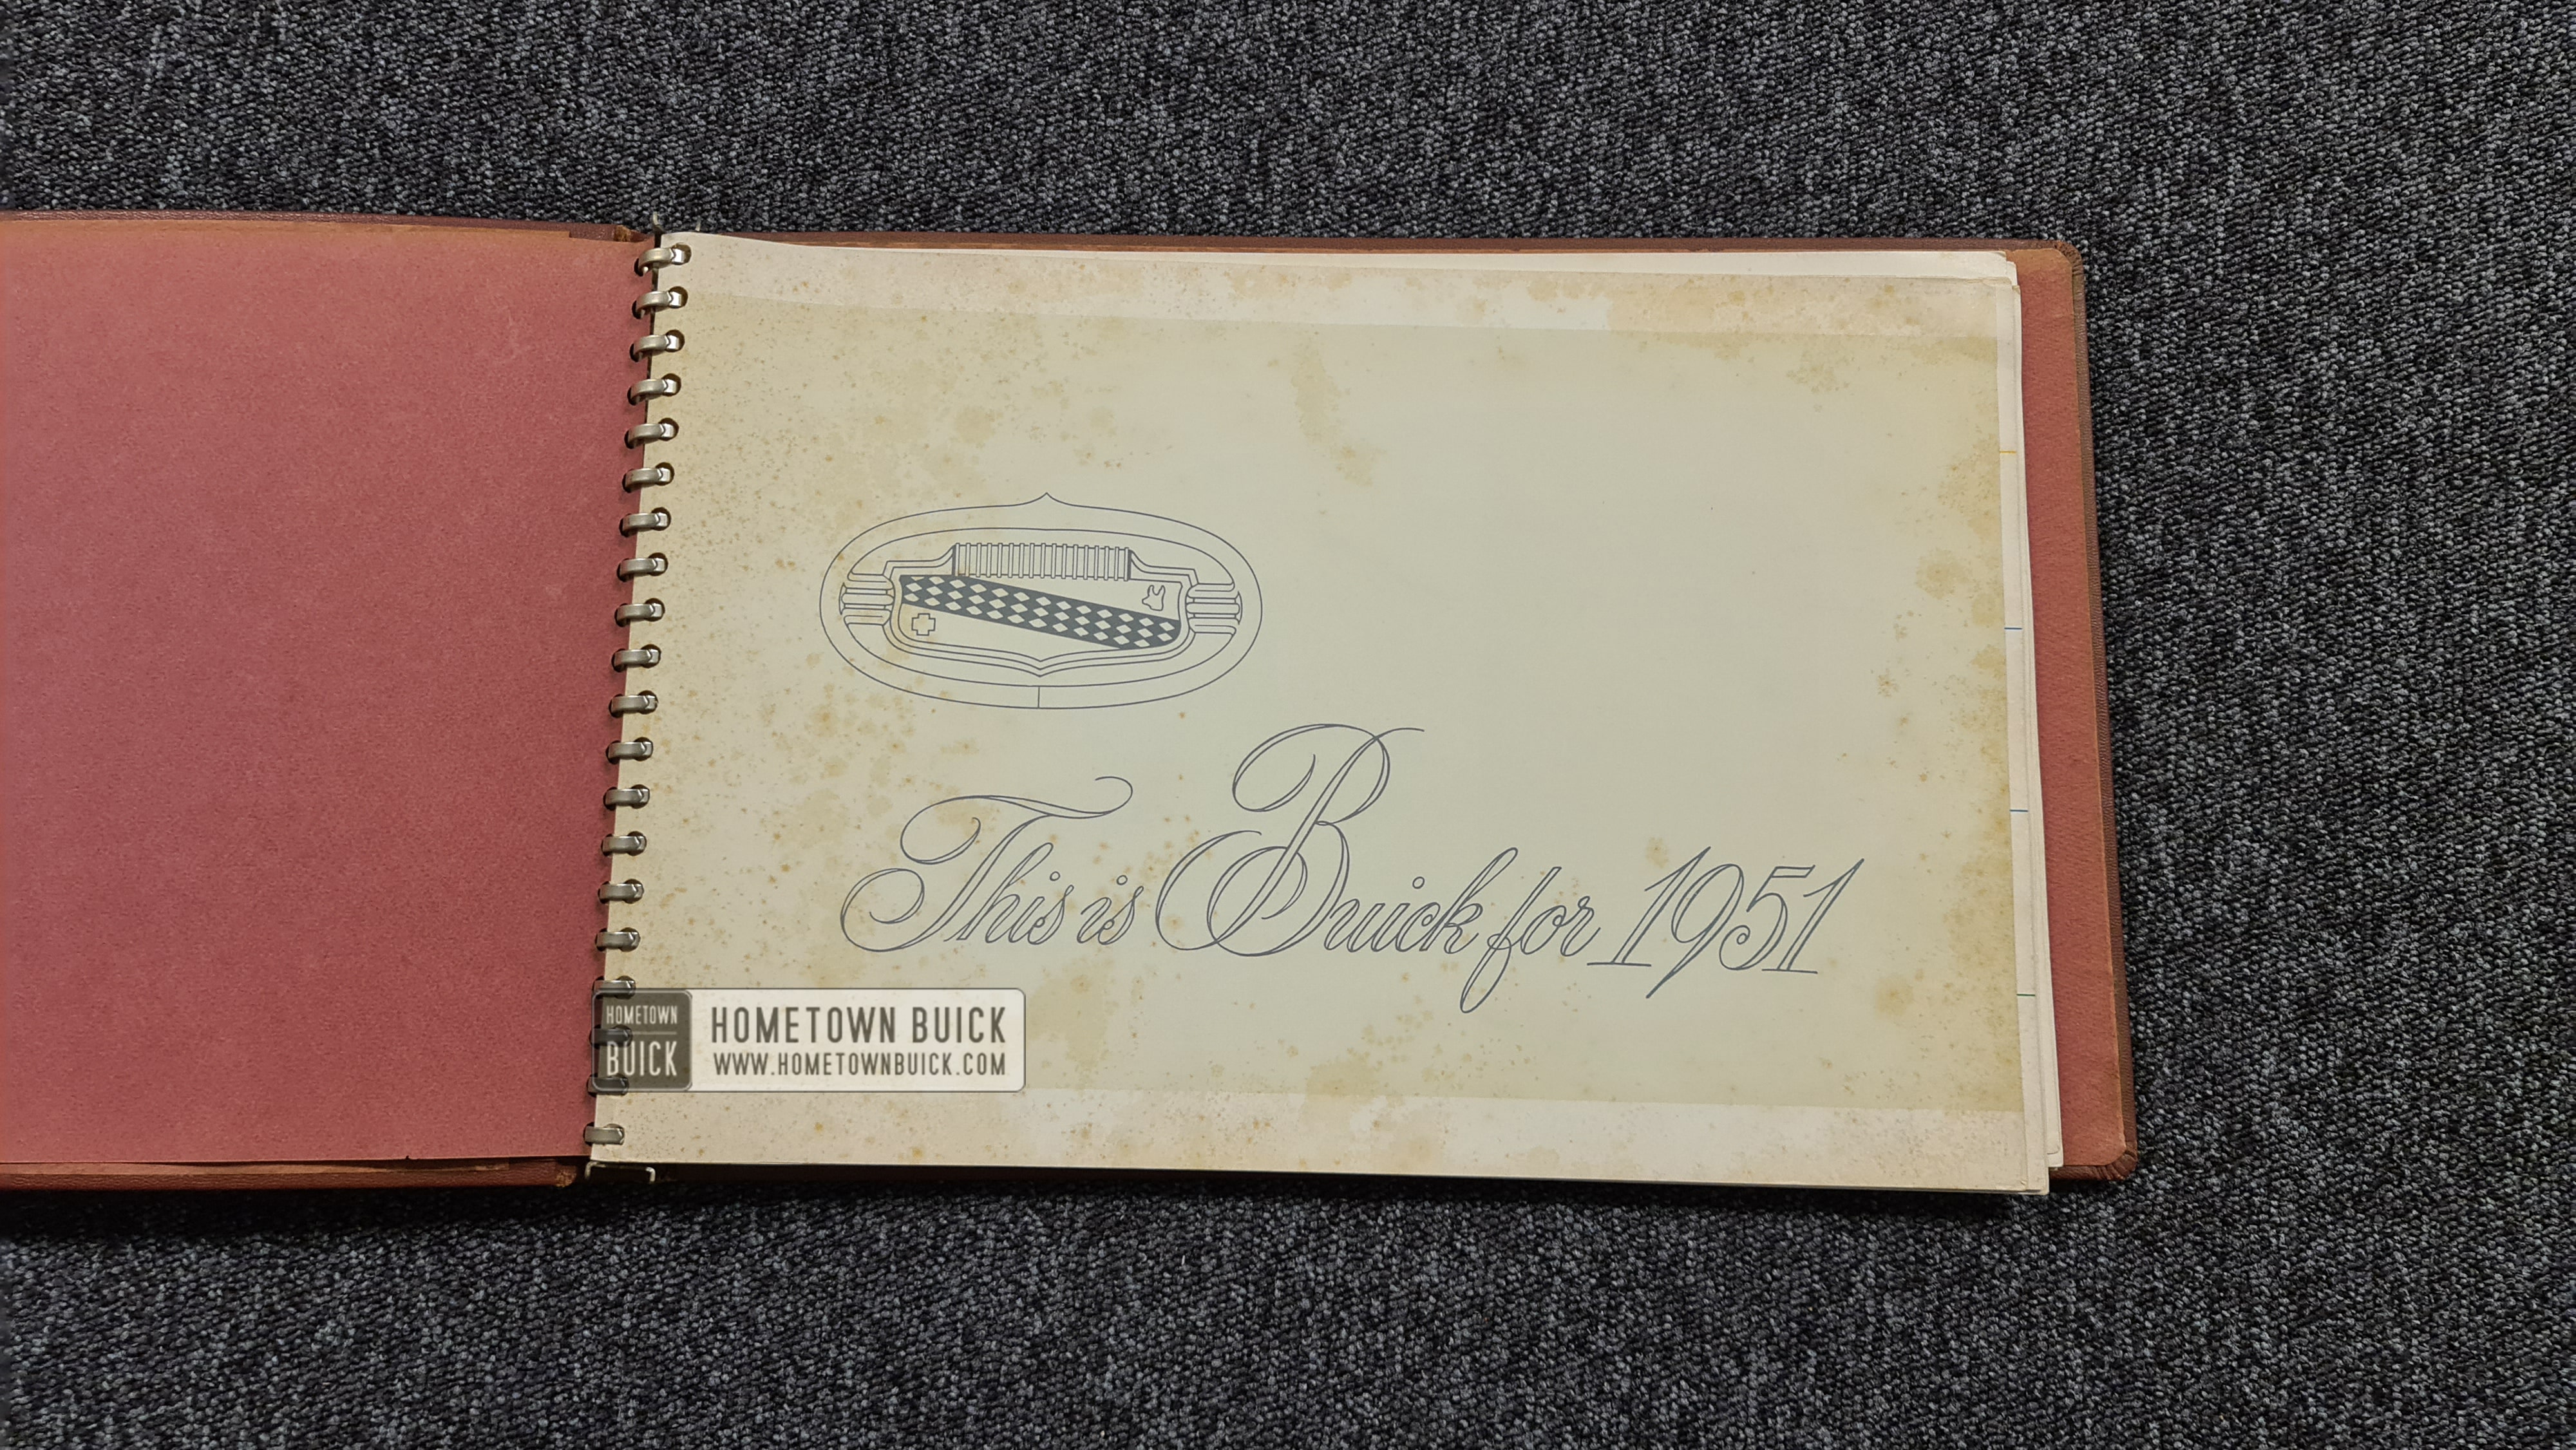 This is Buick for 1951
HOMETOWN
BUICK
HOMETOWN BUICK
WWW.HOMETOWNBUICK.COM